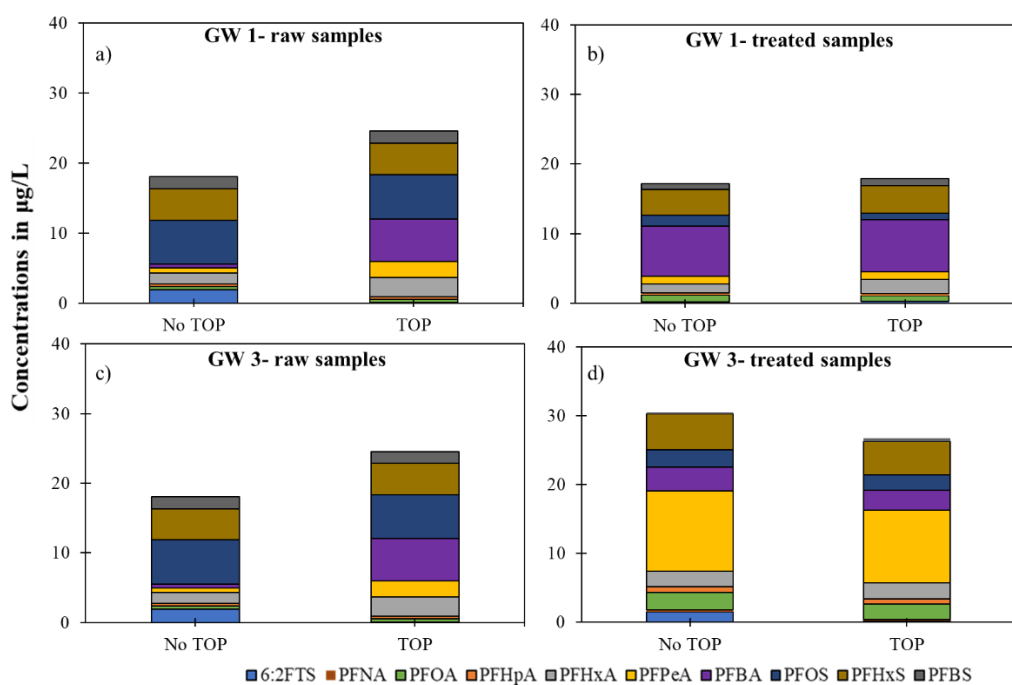 Concentrations in µg/L
GW 1- raw samples
a)
40
30
20
10
0
No TOP
TOP
GW 1- treated samples
b)
40
30
20
10
0
No TOP
TOP
GW 3- raw samples
c)
40
30
20
10
0
No TOP
TOP
GW 3- treated samples
d)
40
30
20
10
0
No TOP
TOP
6:2FTS PFNA PFOA PFHpA PFHxA PFPeA PFBA PFOS PFHxS PFBS